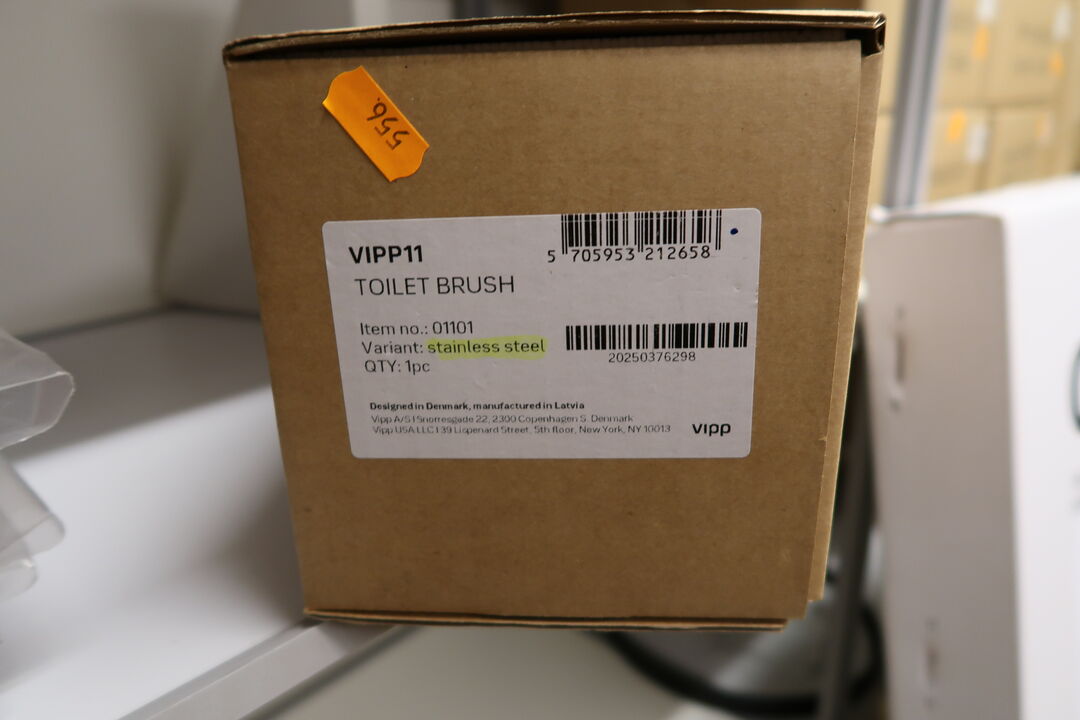 556.
VIPP11
TOILET BRUSH
5 705953 212658
Item no.: 01101
Variant: stainless steel
QTY: 1pc
20250376298
Designed in Denmark, manufactured in Latvia
Vipp A/S | Snorresgade 22, 2300 Copenhagen S. Denmark
Vipp USA LLC | 39 Lispenard Street, 5th floor, New York, NY 10013
VIPP